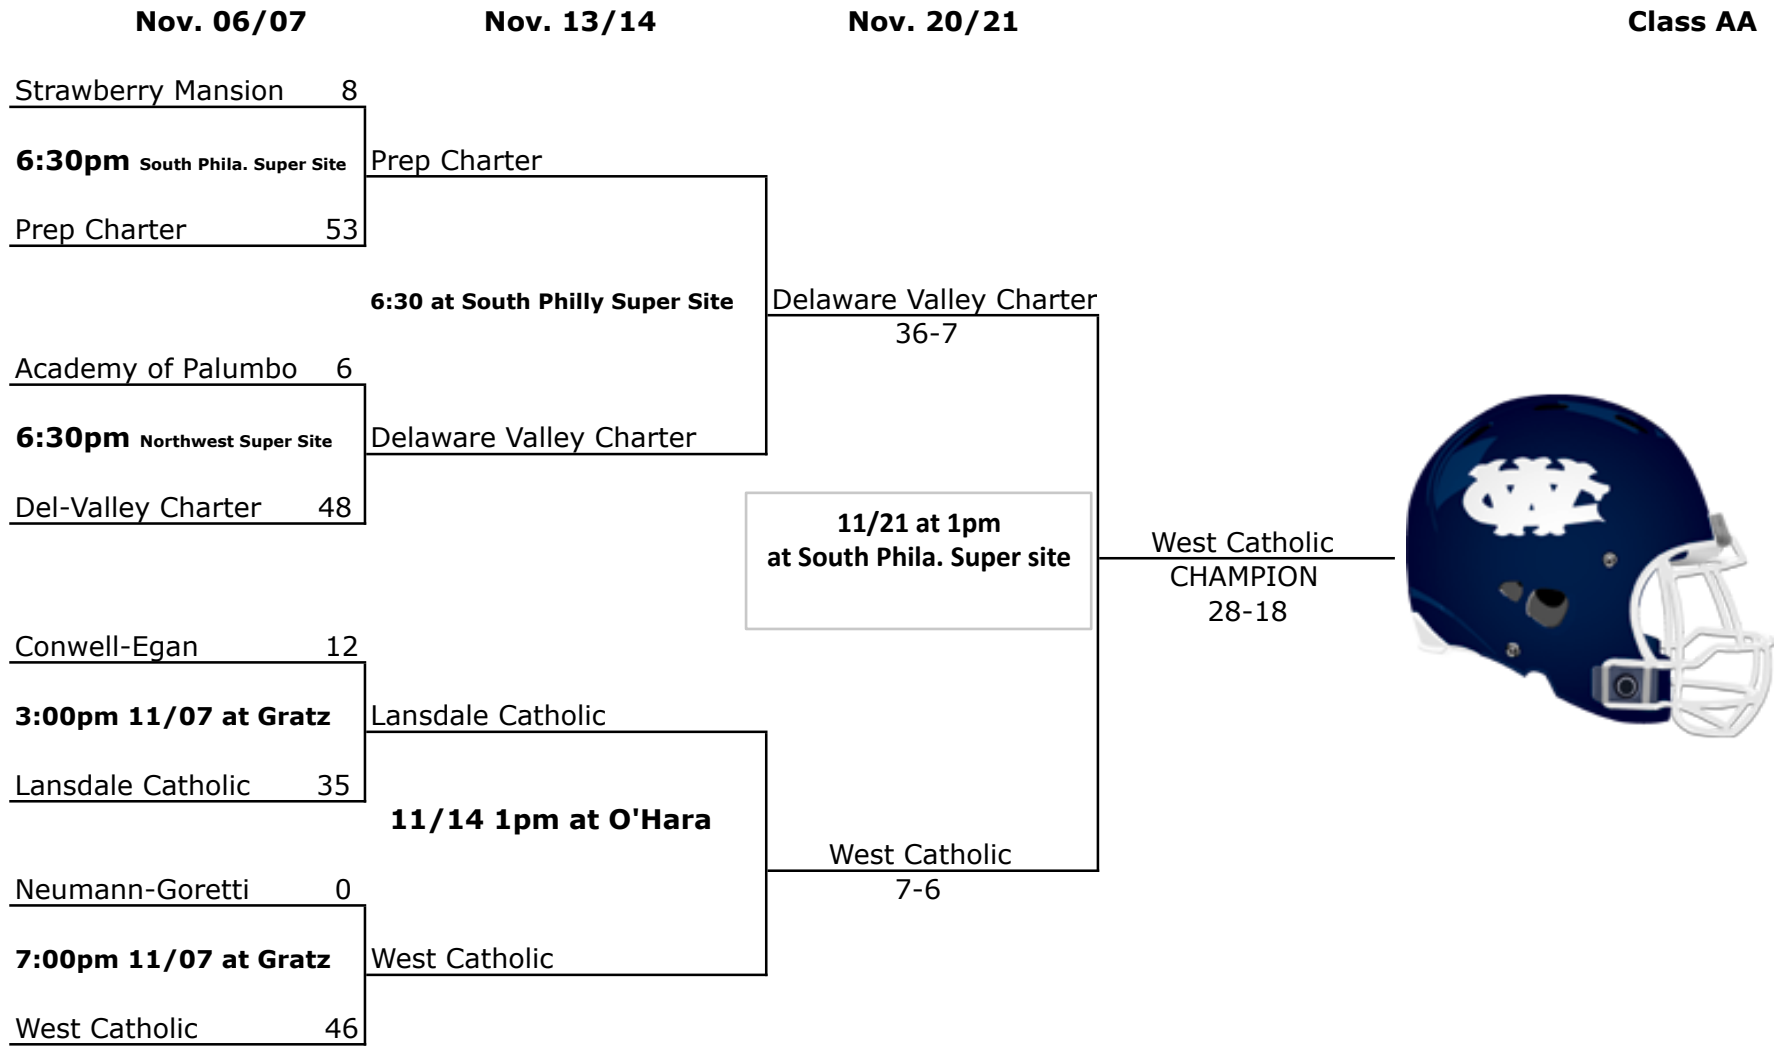 Nov. 06/07 Nov. 13/14 Nov. 20/21 Class AA
Strawberry Mansion 8
6:30pm South Phila. Super Site Prep Charter
Prep Charter 53
6:30 at South Philly Super Site Delaware Valley Charter
36-7
Academy of Palumbo 6
6:30pm Northwest Super Site Delaware Valley Charter
Del-Valley Charter 48
11/21 at 1pm
at South Phila. Super site
West Catholic
CHAMPION
28-18
WC
Conwell-Egan 12
3:00pm 11/07 at Gratz Lansdale Catholic
Lansdale Catholic 35
11/14 1pm at O'Hara
West Catholic
7-6
Neumann-Goretti 0
7:00pm 11/07 at Gratz West Catholic
West Catholic 46